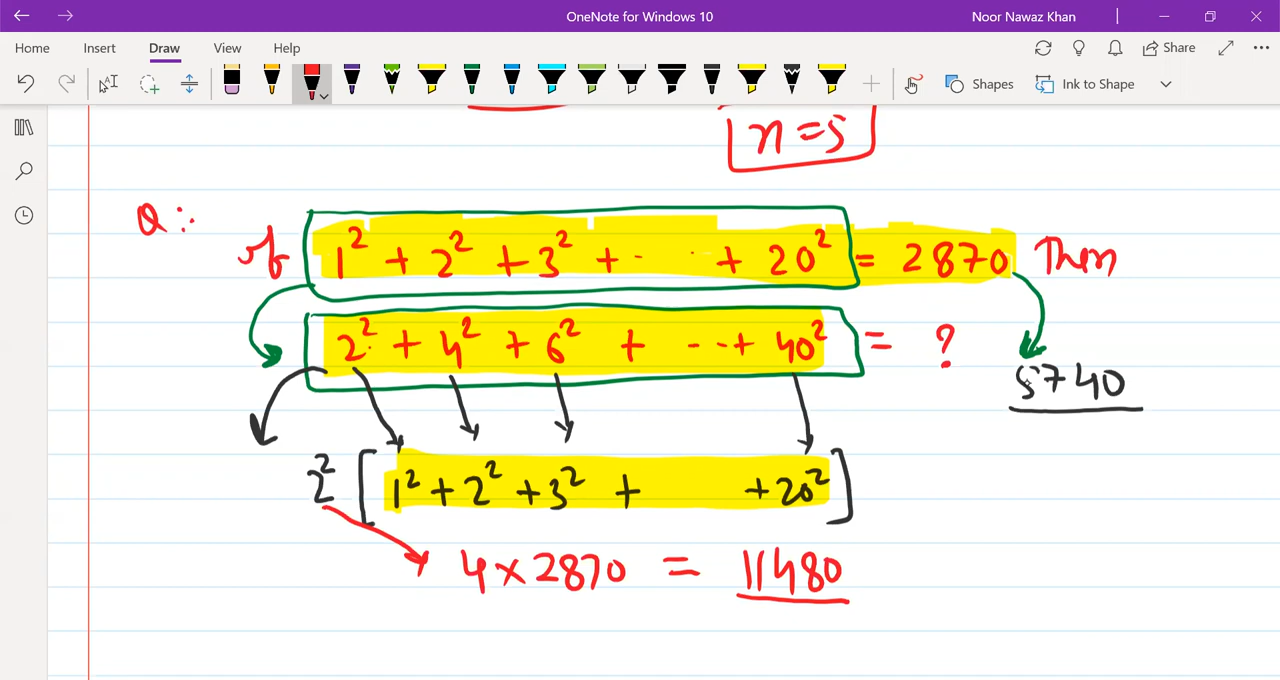 OneNote for Windows 10
Noor Nawaz Khan
Home Insert Draw View Help Share
Shapes Ink to Shape
n = 5
Q :
If 1² + 2² + 3² + · · · + 20² = 2870 Then
2² + 4² + 6² + - - - + 40² = ?
5740
2² [ 1² + 2² + 3² + + 20² ]
4 × 2870 = 11480